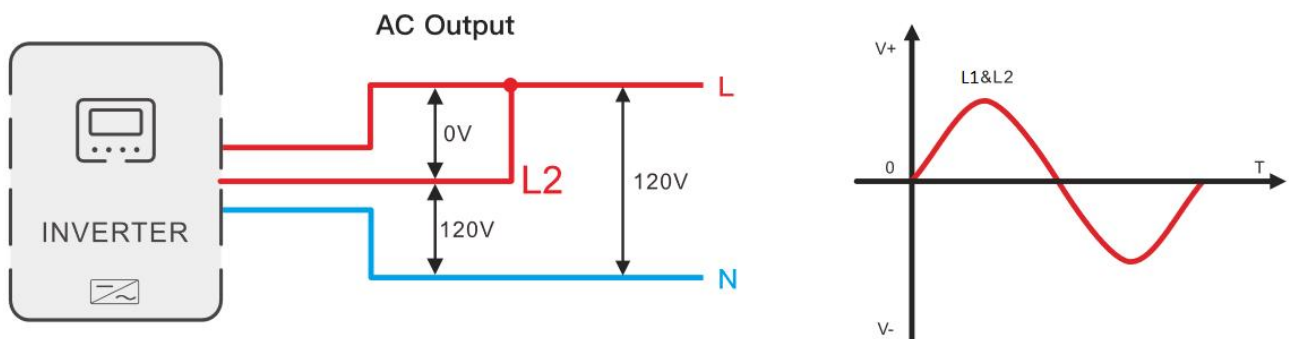 AC Output
L
0V
L2
120V
120V
INVERTER
N
V+
L1&L2
0
T
V-